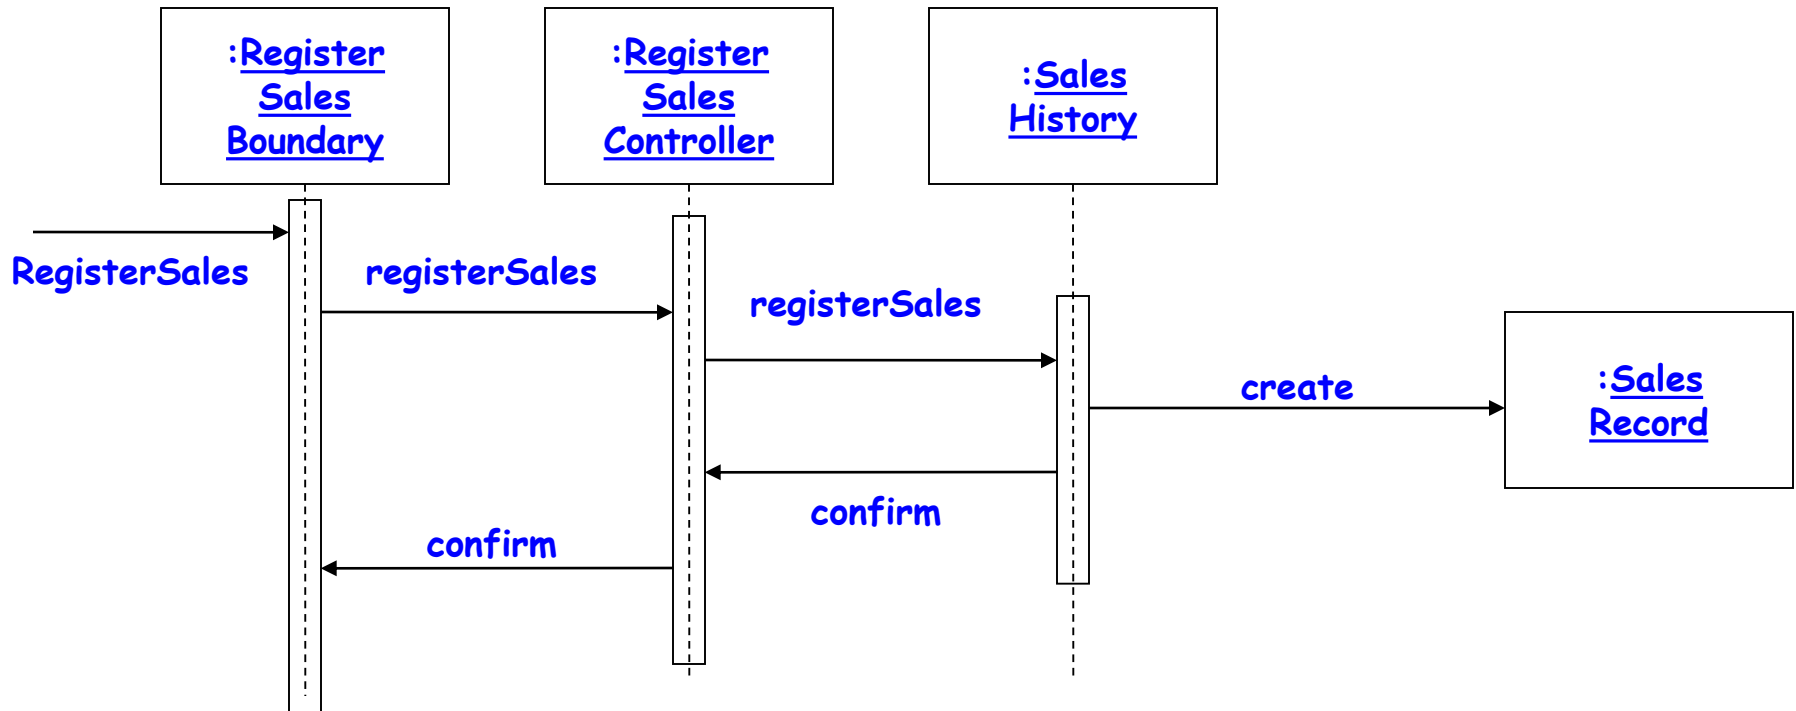 :Register
Sales
Boundary
:Register
Sales
Controller
:Sales
History
RegisterSales
registerSales
registerSales
create
:Sales
Record
confirm
confirm